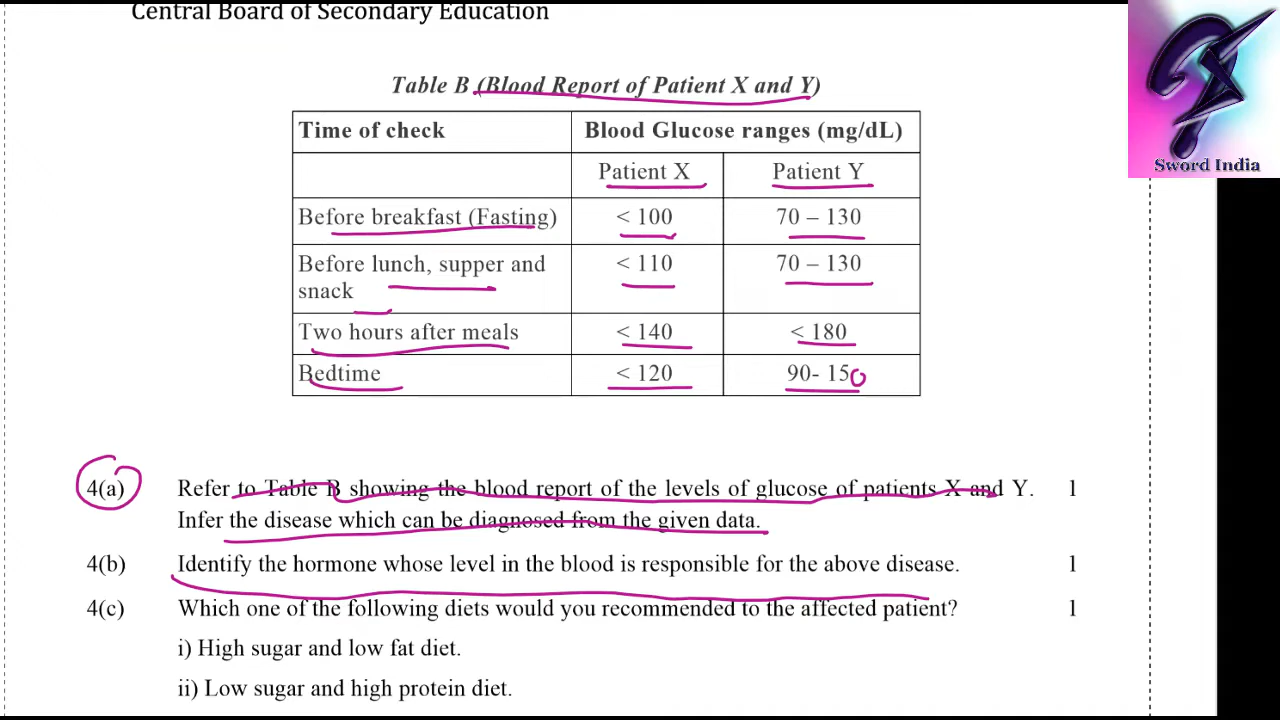 Central Board of Secondary Education
Sword India
Table B (Blood Report of Patient X and Y)
Time of check Blood Glucose ranges (mg/dL)
Patient X Patient Y
Before breakfast (Fasting) < 100 70 – 130
Before lunch, supper and < 110 70 – 130
snack
Two hours after meals < 140 < 180
Bedtime < 120 90- 150
4(a) Refer to Table B showing the blood report of the levels of glucose of patients X and Y. 1
Infer the disease which can be diagnosed from the given data.
4(b) Identify the hormone whose level in the blood is responsible for the above disease. 1
4(c) Which one of the following diets would you recommended to the affected patient? 1
i) High sugar and low fat diet.
ii) Low sugar and high protein diet.